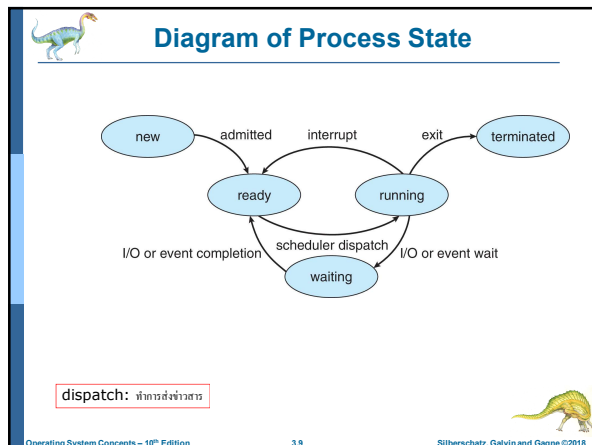 Diagram of Process State
new
admitted
interrupt
exit
terminated
ready
running
scheduler dispatch
I/O or event completion
I/O or event wait
waiting
dispatch: ทำการส่งข่าวสาร
Operating System Concepts – 10th Edition
3.9
Silberschatz, Galvin and Gagne ©2018